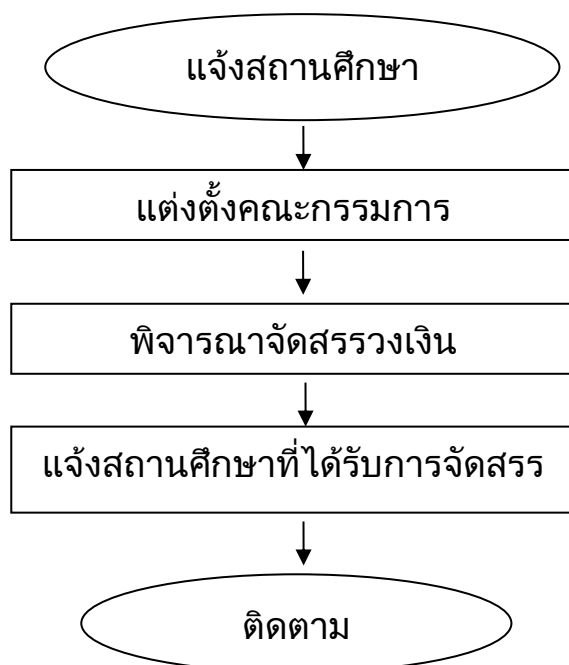 แจ้งสถานศึกษา
แต่งตั้งคณะกรรมการ
พิจารณาจัดสรรวงเงิน
แจ้งสถานศึกษาที่ได้รับการจัดสรร
ติดตาม